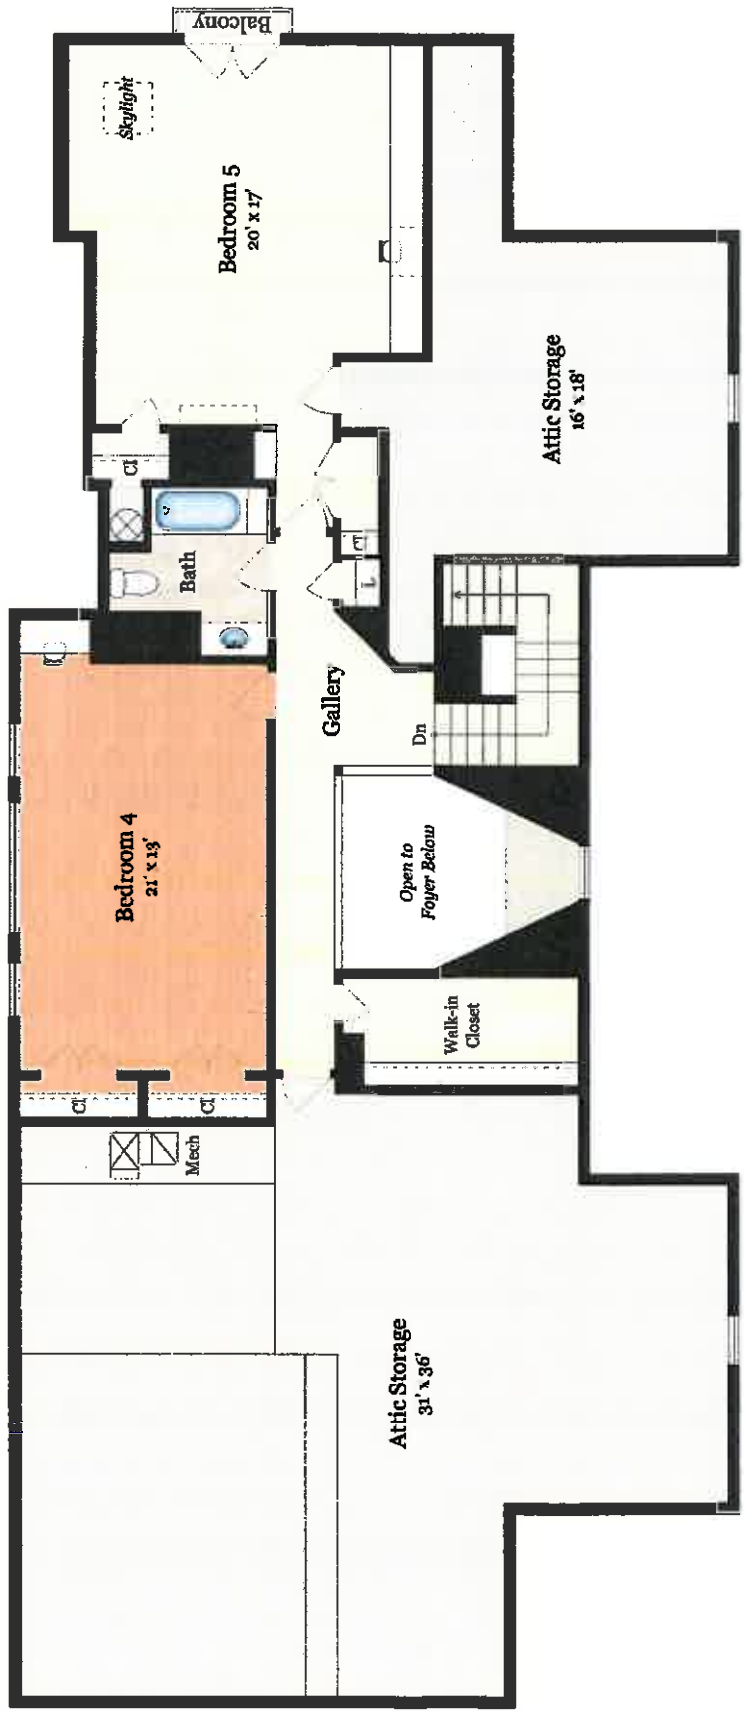 Balcony
Skylight
Bedroom 5
20' x 17'
Attic Storage
16' x 18'
Cl
Bath
CT
L
Gallery
Dn
Bedroom 4
21' x 13'
Open to
Foyer Below
Walk-in
Closet
Cl
Cl
Mech
Attic Storage
31' x 36'